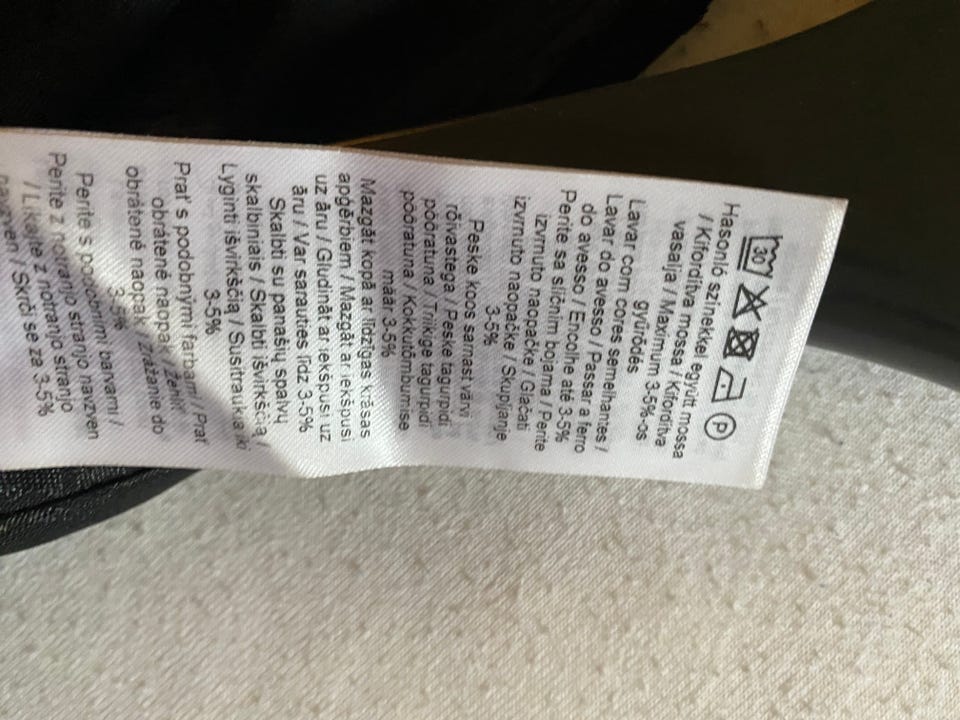 30 P
Hasonló színekkel együtt mossa
/ Kifordítva mossa / Kifordítva
vasalja / Maximum 3-5%-os
gyűrődés
Lavar com cores semelhantes /
Lavar do avesso / Passar a ferro
do avesso / Encolhe até 3-5%
Perite sa sličnim bojama / Perite
izvrnuto naopačke / Glačati
izvrnuto naopačke / Skupljanje
3-5%
Peske koos samast värvi
rõivastega / Peske tagurpidi
pööratuna / Triikige tagurpidi
pööratuna / Kokkutõmbumise
määr 3-5%
Mazgāt kopā ar līdzīgas krāsas
apģērbiem / Mazgāt ar iekšpusi
uz āru / Gludināt ar iekšpusi uz
āru / Var sarauties līdz 3-5%
Skalbti su panašių spalvų
skalbiniais / Skalbti išvirkščią /
Lyginti išvirkščią / Susitraukia iki
3-5%
Prať s podobnými farbami / Prať
obrátené naopak / Žehliť
obrátené naopak / Zrážanie do
3-5%
Perite s podobnimi barvami /
Perite z notranjo stranjo navzven
/ Likajte z notranjo stranjo
navzven / Skrči se za 3-5%